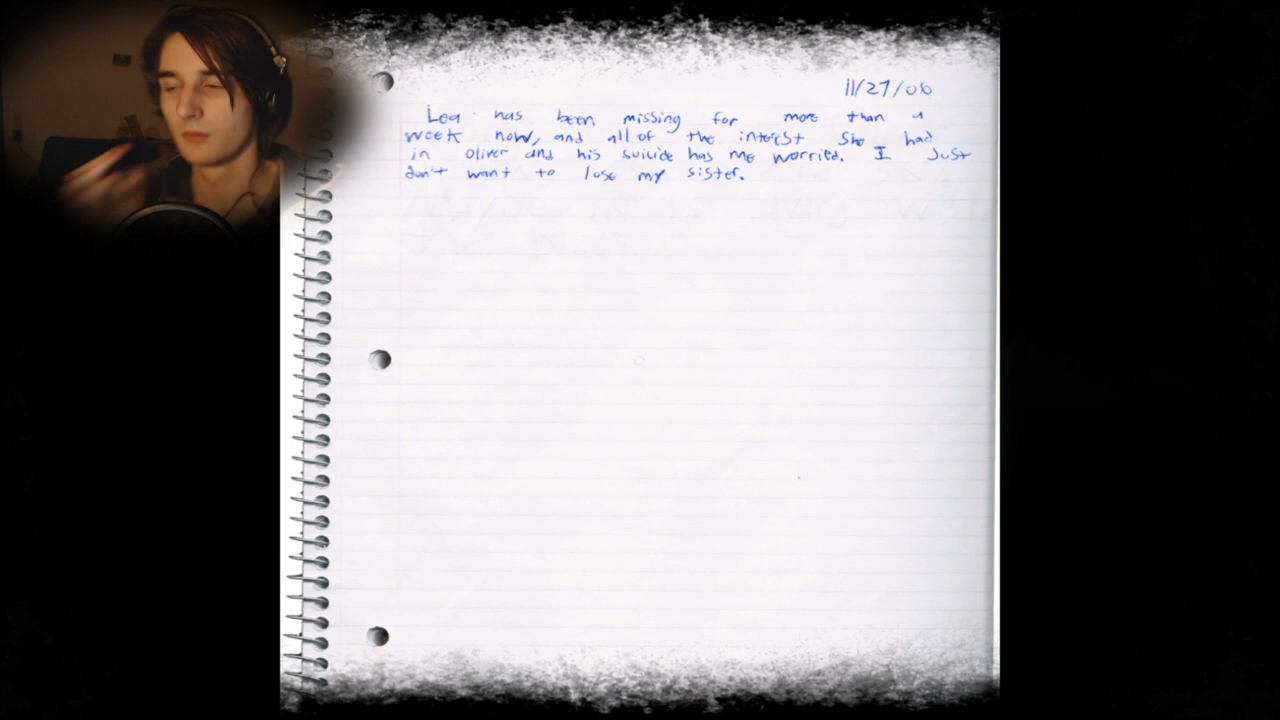 11/27/06
Lea has been missing for more than a
week now, and all of the interest she had
in oliver and his suicide has me worried. I Just
don't want to lose my sister.